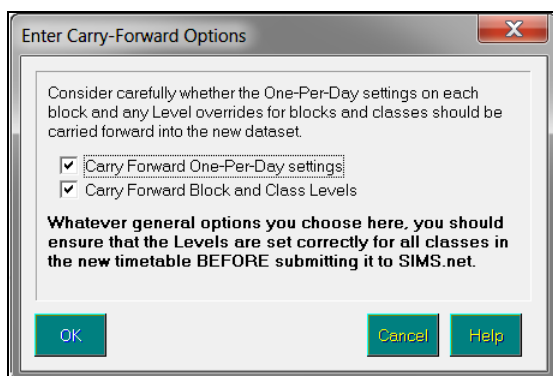 Enter Carry-Forward Options
Consider carefully whether the One-Per-Day settings on each
block and any Level overrides for blocks and classes should be
carried forward into the new dataset.
Carry Forward One-Per-Day settings
Carry Forward Block and Class Levels
Whatever general options you choose here, you should
ensure that the Levels are set correctly for all classes in
the new timetable BEFORE submitting it to SIMS.net.
OK
Cancel
Help